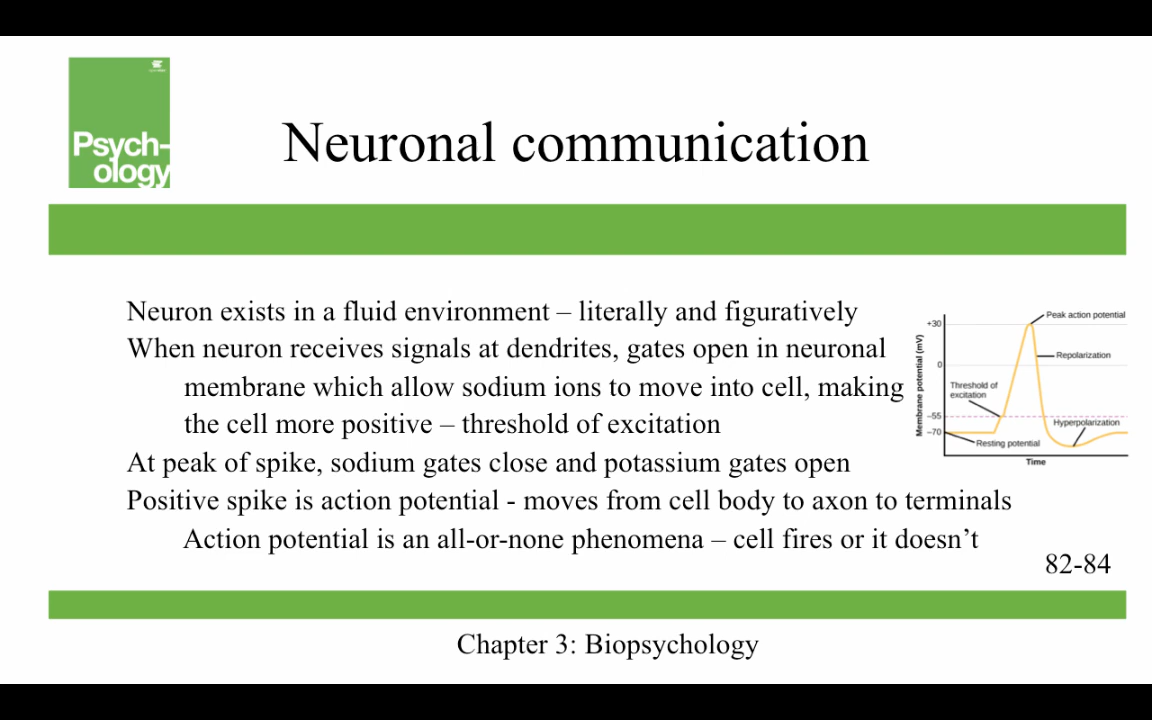 Psych-
ology
Neuronal communication
Neuron exists in a fluid environment – literally and figuratively
When neuron receives signals at dendrites, gates open in neuronal
membrane which allow sodium ions to move into cell, making
the cell more positive – threshold of excitation
At peak of spike, sodium gates close and potassium gates open
Positive spike is action potential - moves from cell body to axon to terminals
Action potential is an all-or-none phenomena – cell fires or it doesn’t
Membrane potential (mV)
+30
0
–55
–70
Peak action potential
Repolarization
Threshold of
excitation
Hyperpolarization
Resting potential
Time
82-84
Chapter 3: Biopsychology